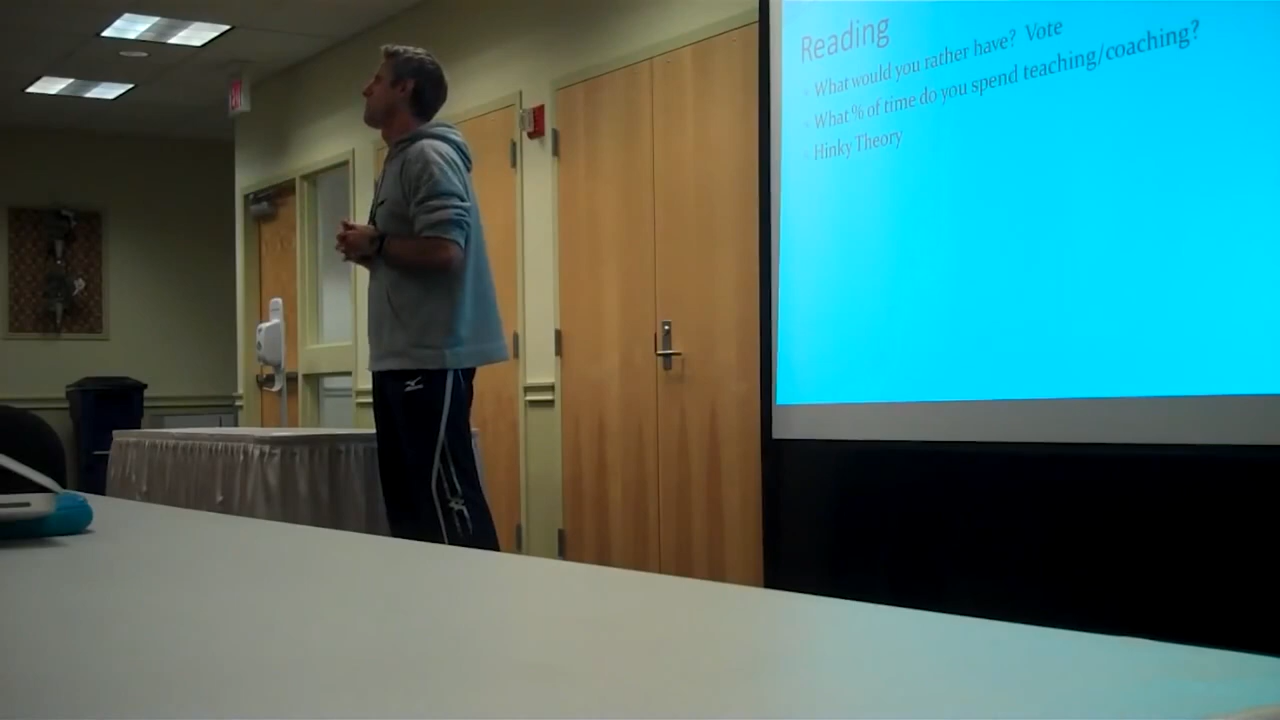 Reading
What would you rather have? Vote
What % of time do you spend teaching/coaching?
Hinky Theory